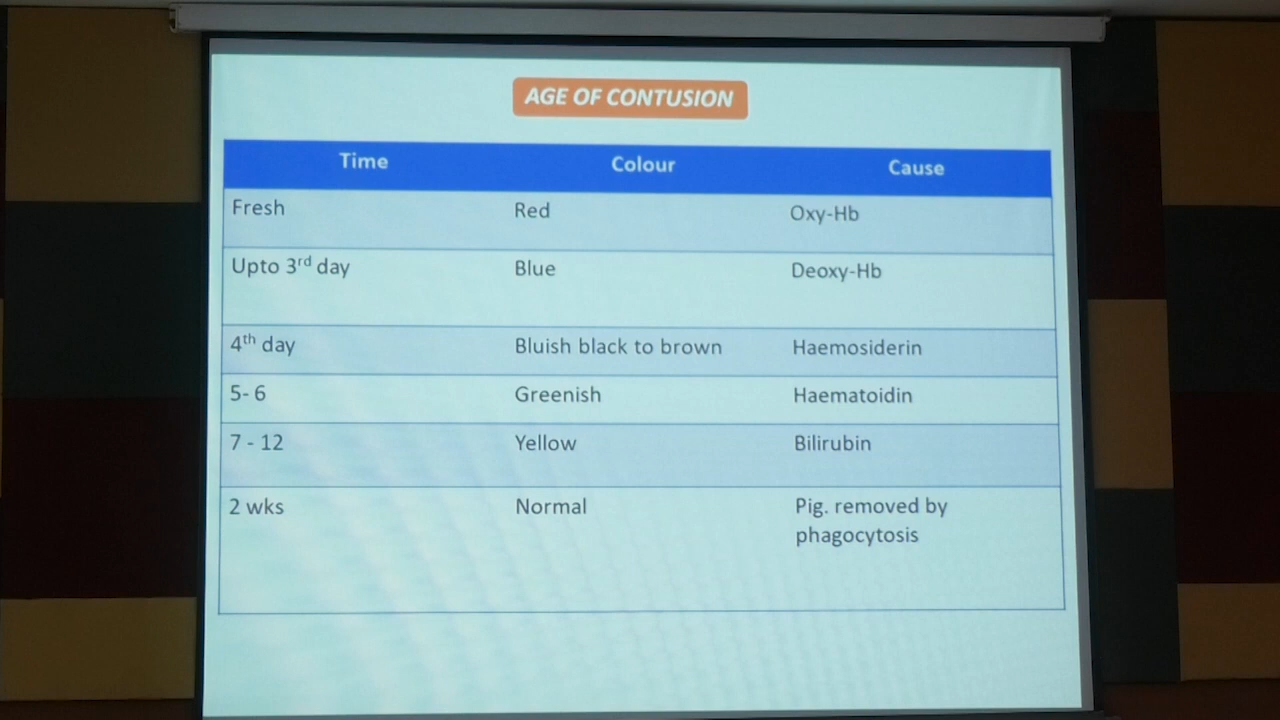 AGE OF CONTUSION
Time Colour Cause
Fresh Red Oxy-Hb
Upto 3rd day Blue Deoxy-Hb
4th day Bluish black to brown Haemosiderin
5- 6 Greenish Haematoidin
7 - 12 Yellow Bilirubin
2 wks Normal Pig. removed by
phagocytosis